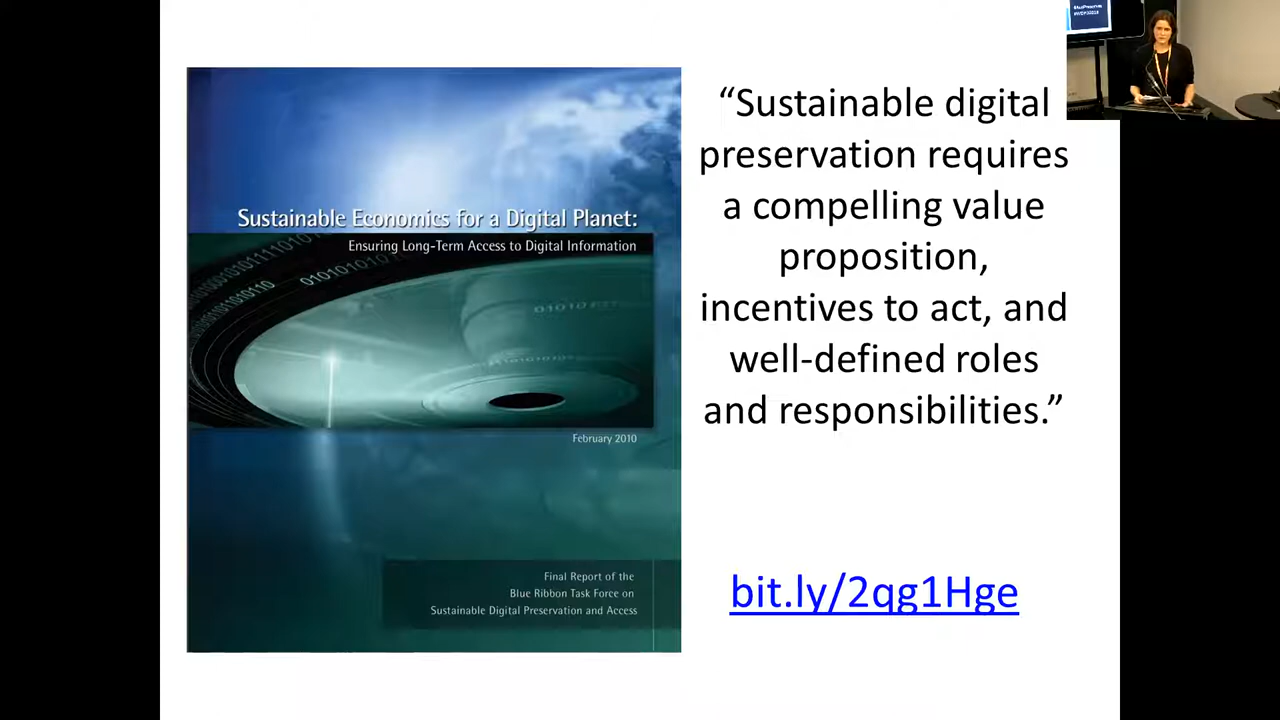 Sustainable Economics for a Digital Planet:
Ensuring Long-Term Access to Digital Information
February 2010
Final Report of the
Blue Ribbon Task Force on
Sustainable Digital Preservation and Access
“Sustainable digital
preservation requires
a compelling value
proposition,
incentives to act, and
well-defined roles
and responsibilities.”
bit.ly/2qg1Hge